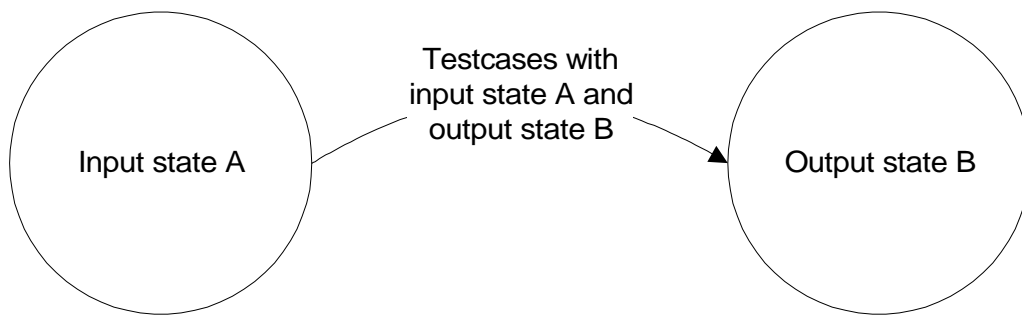 Input state A
Testcases with
input state A and
output state B
Output state B